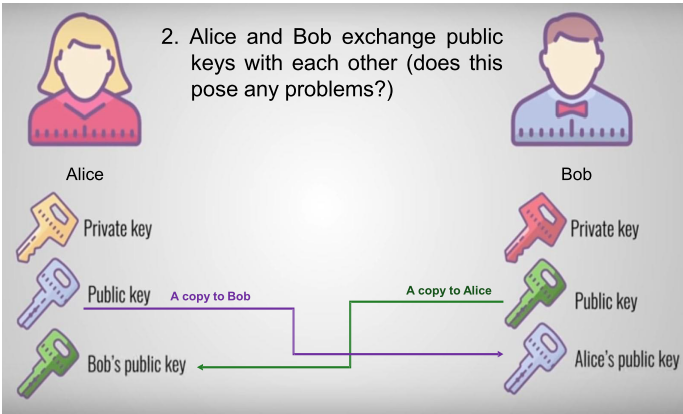 2. Alice and Bob exchange public
keys with each other (does this
pose any problems?)
Alice
Bob
Private key
Private key
Public key
A copy to Bob
A copy to Alice
Public key
Bob's public key
Alice's public key